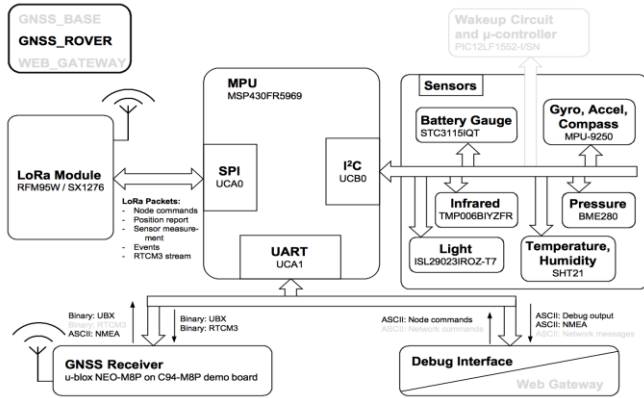 GNSS_BASE
GNSS_ROVER
WEB_GATEWAY
Wakeup Circuit
and µ-controller
PIC12LF1552-I/SN
MPU
MSP430FR5969
Sensors
Battery Gauge
STC3115IQT
Gyro, Accel,
Compass
MPU-9250
LoRa Module
RFM95W / SX1276
SPI
UCA0
I²C
UCB0
LoRa Packets:
- Node commands
- Position report
- Sensor measure-
ment
- Events
- RTCM3 stream
Infrared
TMP006BIYZFR
Pressure
BME280
Light
ISL29023IROZ-T7
Temperature,
Humidity
SHT21
UART
UCA1
Binary: UBX
Binary: RTCM3
ASCII: NMEA
Binary: UBX
Binary: RTCM3
ASCII: Node commands
ASCII: Network commands
ASCII: Debug output
ASCII: NMEA
ASCII: Network messages
GNSS Receiver
u-blox NEO-M8P on C94-M8P demo board
Debug Interface
Web Gateway